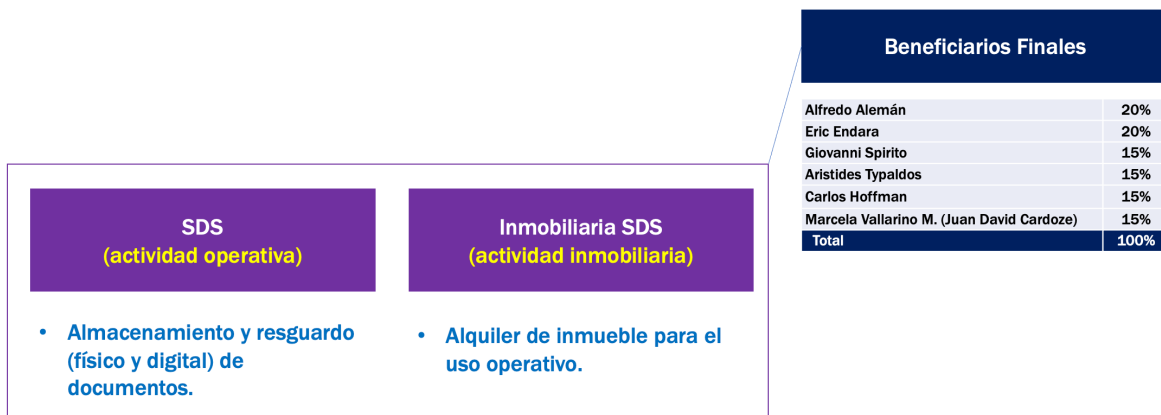 Beneficiarios Finales
Alfredo Alemán 20%
Eric Endara 20%
Giovanni Spirito 15%
Aristides Typaldos 15%
Carlos Hoffman 15%
Marcela Vallarino M. (Juan David Cardoze) 15%
Total 100%
SDS
(actividad operativa)
• Almacenamiento y resguardo
(físico y digital) de
documentos.
Inmobiliaria SDS
(actividad inmobiliaria)
• Alquiler de inmueble para el
uso operativo.